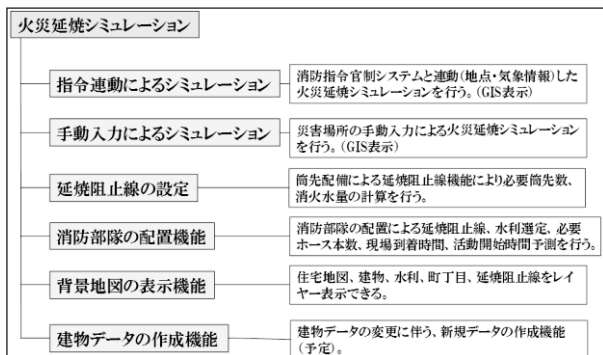 火災延焼シミュレーション
指令連動によるシミュレーション
消防指令官制システムと連動(地点・気象情報)した
火災延焼シミュレーションを行う。(GIS表示)
手動入力によるシミュレーション
災害場所の手動入力による火災延焼シミュレーション
を行う。(GIS表示)
延焼阻止線の設定
筒先配備による延焼阻止線機能により必要筒先数、
消火水量の計算を行う。
消防部隊の配置機能
消防部隊の配置による延焼阻止線、水利選定、必要
ホース本数、現場到着時間、活動開始時間予測を行う。
背景地図の表示機能
住宅地図、建物、水利、町丁目、延焼阻止線をレイ
ヤー表示できる。
建物データの作成機能
建物データの変更に伴う、新規データの作成機能
(予定)。